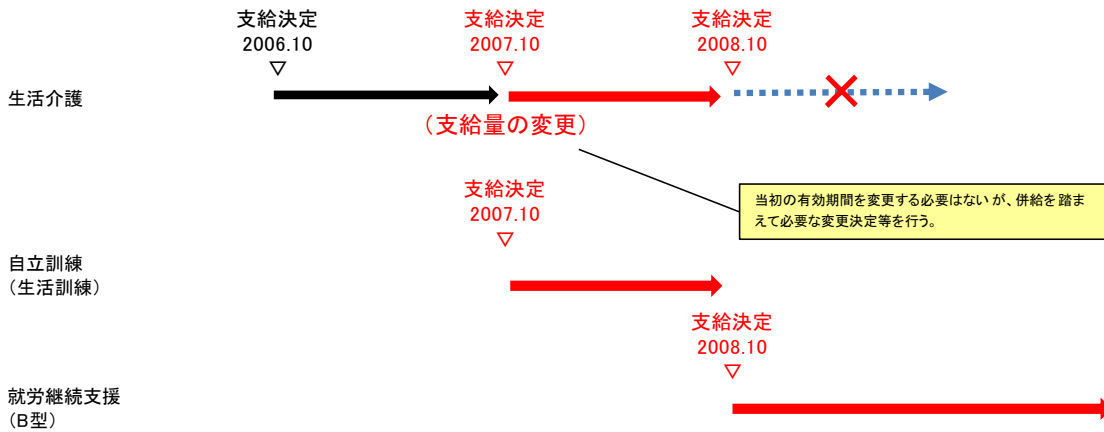 支給決定
2006.10
▽
支給決定
2007.10
▽
支給決定
2008.10
▽
生活介護
（支給量の変更）
支給決定
2007.10
▽
当初の有効期間を変更する必要はないが、併給を踏ま
えて必要な変更決定等を行う。
自立訓練
（生活訓練）
支給決定
2008.10
▽
就労継続支援
（B型）